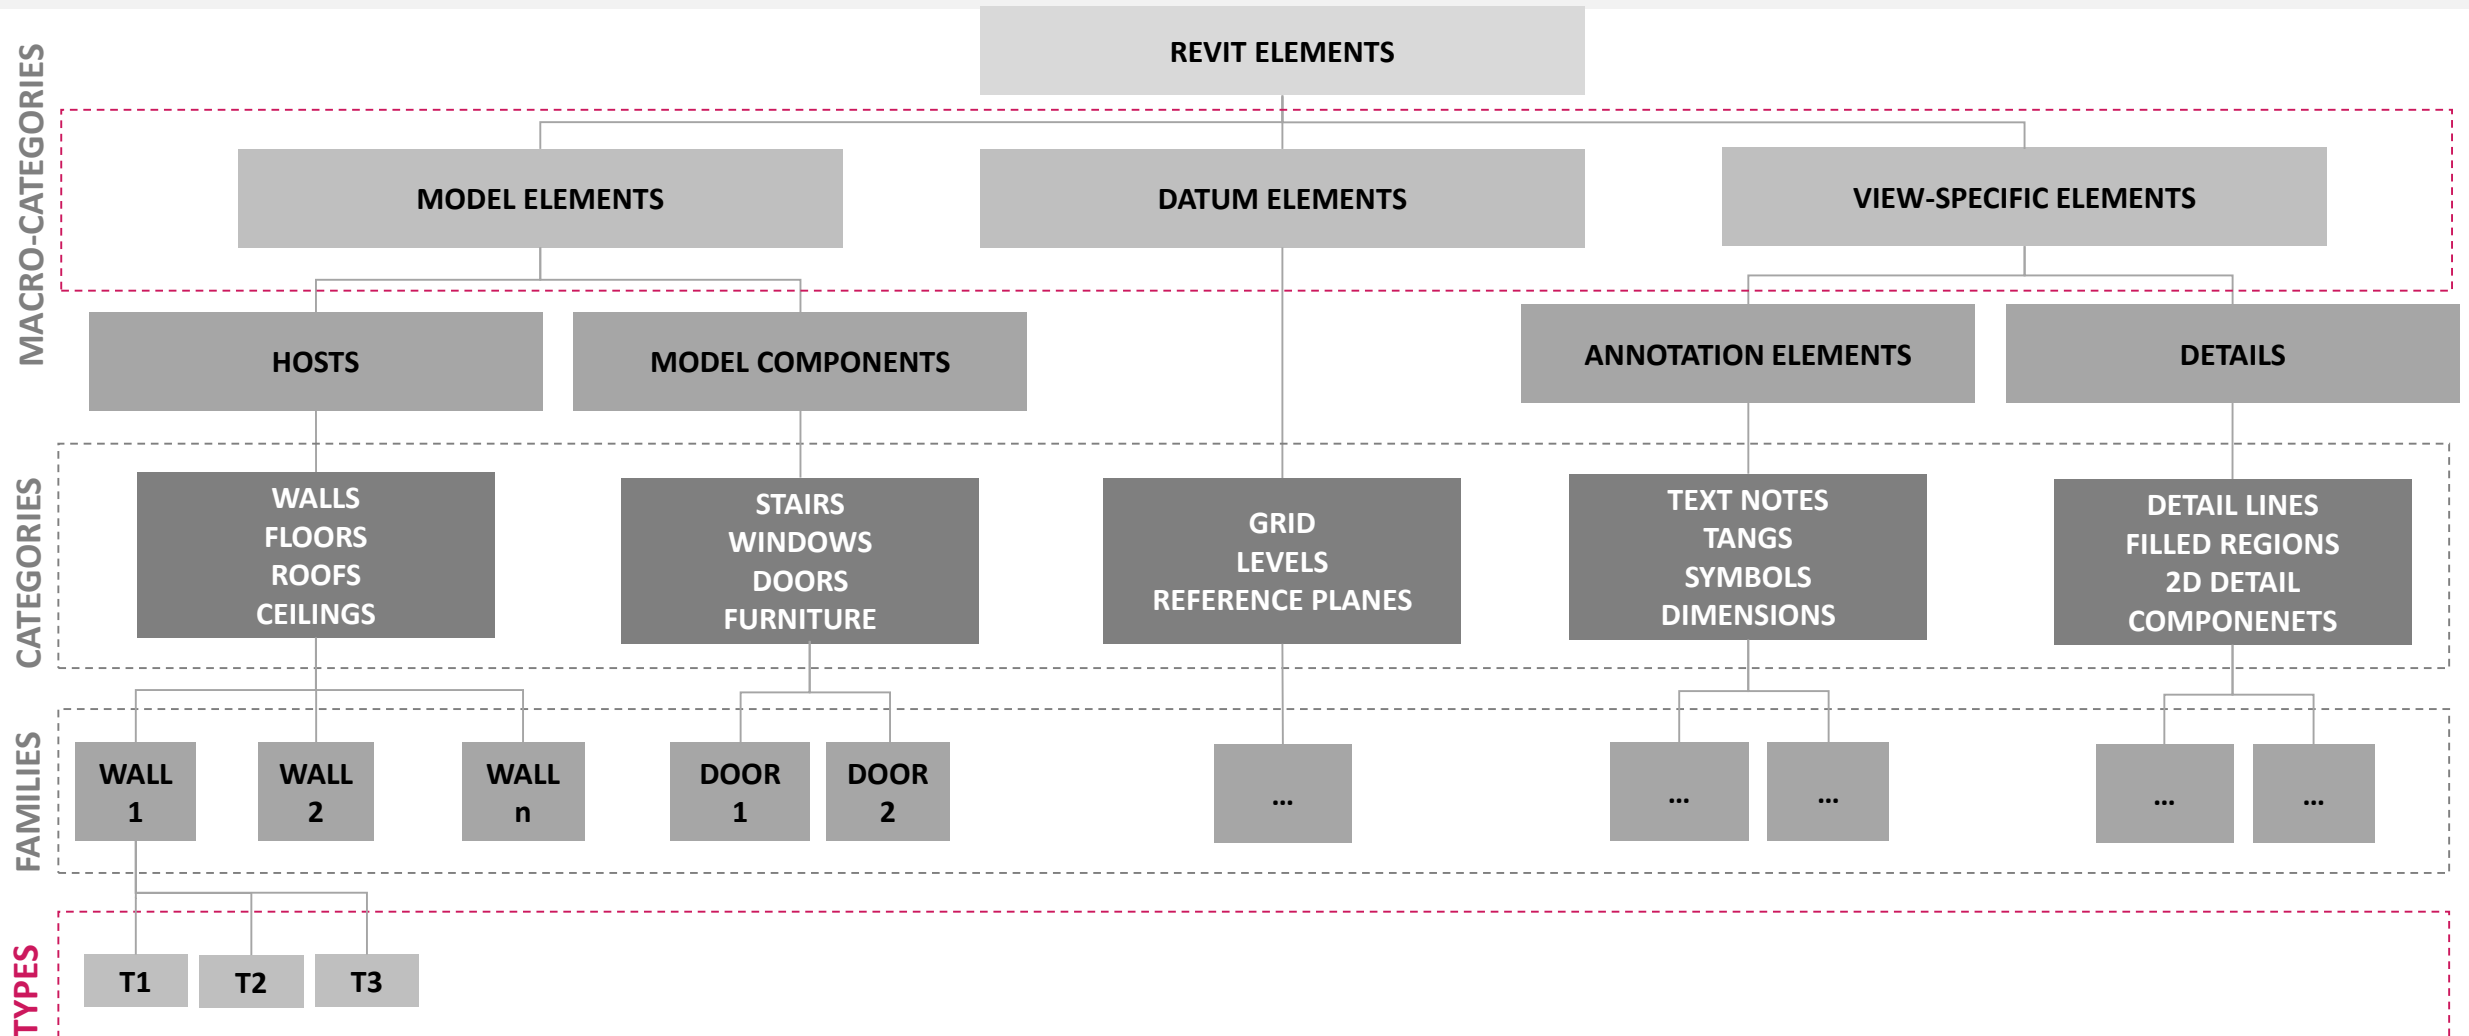 REVIT ELEMENTS
MACRO-CATEGORIES
MODEL ELEMENTS
DATUM ELEMENTS
VIEW-SPECIFIC ELEMENTS
HOSTS
MODEL COMPONENTS
ANNOTATION ELEMENTS
DETAILS
CATEGORIES
WALLS
FLOORS
ROOFS
CEILINGS
STAIRS
WINDOWS
DOORS
FURNITURE
GRID
LEVELS
REFERENCE PLANES
TEXT NOTES
TANGS
SYMBOLS
DIMENSIONS
DETAIL LINES
FILLED REGIONS
2D DETAIL
COMPONENETS
FAMILIES
WALL
1
WALL
2
WALL
n
DOOR
1
DOOR
2
...
...
...
...
...
TYPES
T1
T2
T3